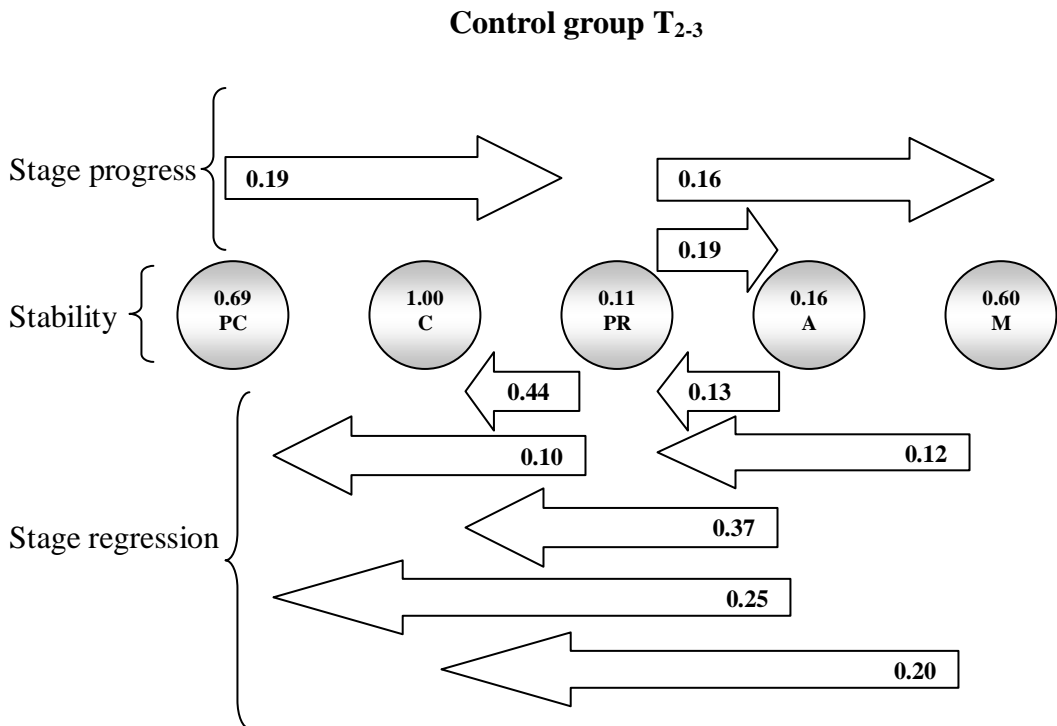 Control group T2-3
Stage progress
0.19
0.16
0.19
Stability
0.69
PC
1.00
C
0.11
PR
0.16
A
0.60
M
0.44
0.13
0.10
0.12
Stage regression
0.37
0.25
0.20